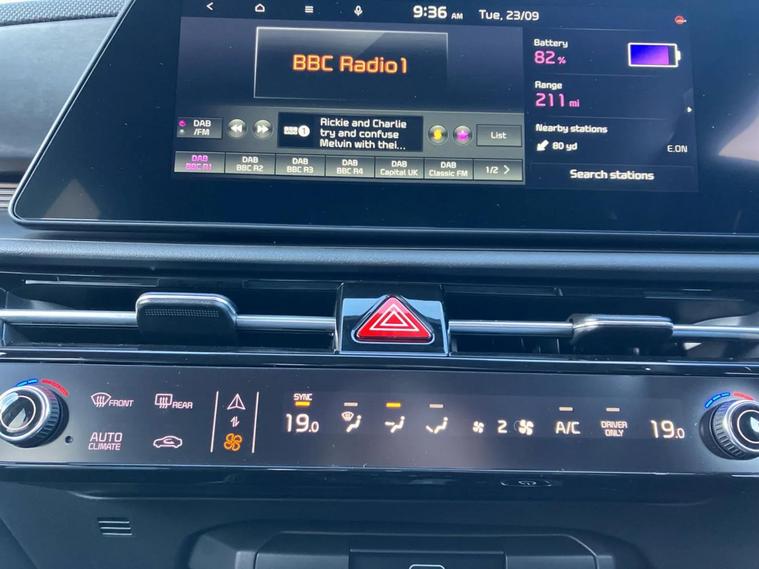 9:36 AM Tue, 23/09
BBC Radio1
DAB
/FM
1
Rickie and Charlie
try and confuse
Melvin with thei...
List
DAB
BBC R1
DAB
BBC R2
DAB
BBC R3
DAB
BBC R4
DAB
Capital UK
DAB
Classic FM
1/2
Battery
82 %
Range
211 mi
Nearby stations
80 yd E.ON
Search stations
FRONT
REAR
AUTO
CLIMATE
SYNC
19.0
2
A/C
DRIVER
ONLY
19.0